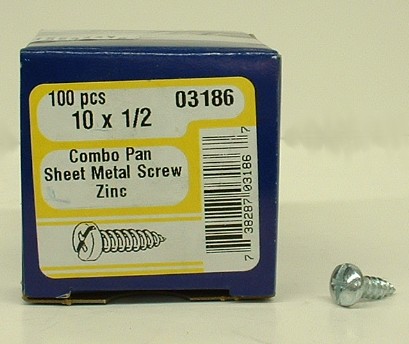 100 pcs 03186
10 x 1/2
Combo Pan
Sheet Metal Screw
Zinc
7 38287 03186 7